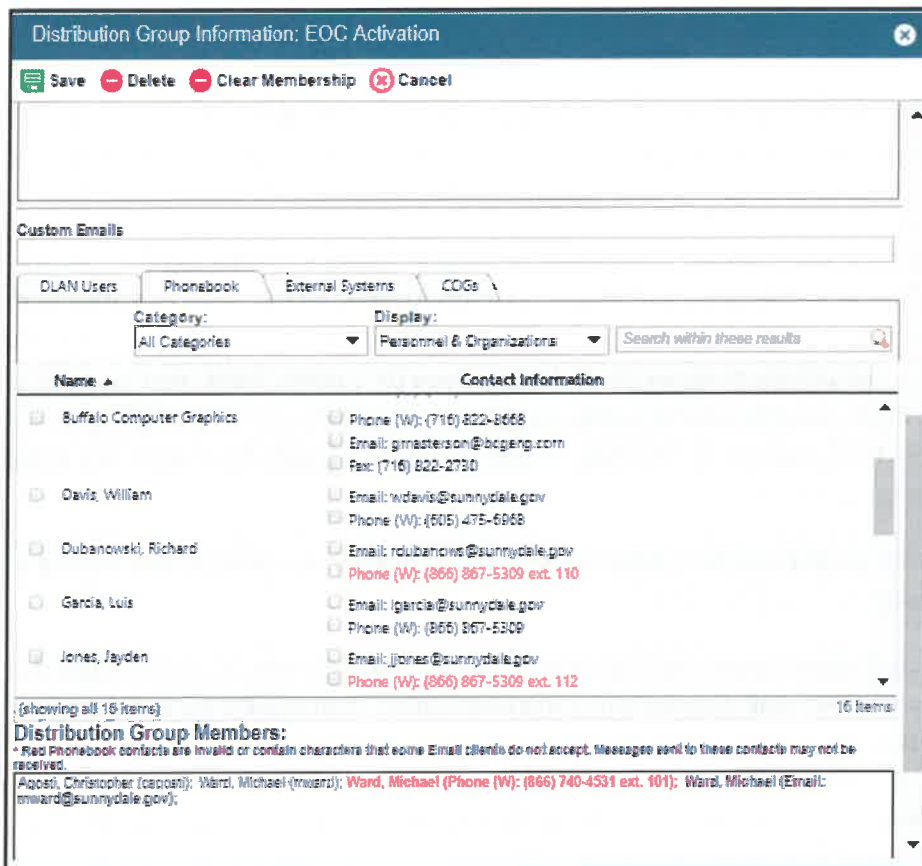 Distribution Group Information: EOC Activation
Save Delete Clear Membership Cancel
Custom Emails
DLAN Users Phonebook External Systems COGs
Category: Display:
All Categories Personnel & Organizations Search within these results
Name Contact Information
Buffalo Computer Graphics Phone (W): (716) 822-8668
Email: gmasterson@bcgeng.com
Fax: (716) 822-2730
Davis, William Email: wdavis@sunnydale.gov
Phone (W): (605) 475-6968
Dubanowski, Richard Email: rdubanows@sunnydale.gov
Phone (W): (866) 867-5309 ext. 110
Garcia, Luis Email: lgarcia@sunnydale.gov
Phone (W): (866) 867-5309
Jones, Jayden Email: jjones@sunnydale.gov
Phone (W): (866) 867-5309 ext. 112
(showing all 16 items) 16 items
Distribution Group Members:
* Red Phonebook contacts are invalid or contain characters that some Email clients do not accept. Messages sent to these contacts may not be
received.
Agosti, Christopher (cagosti); Ward, Michael (mward); Ward, Michael (Phone (W): (866) 740-4531 ext. 101); Ward, Michael (Email:
mward@sunnydale.gov);